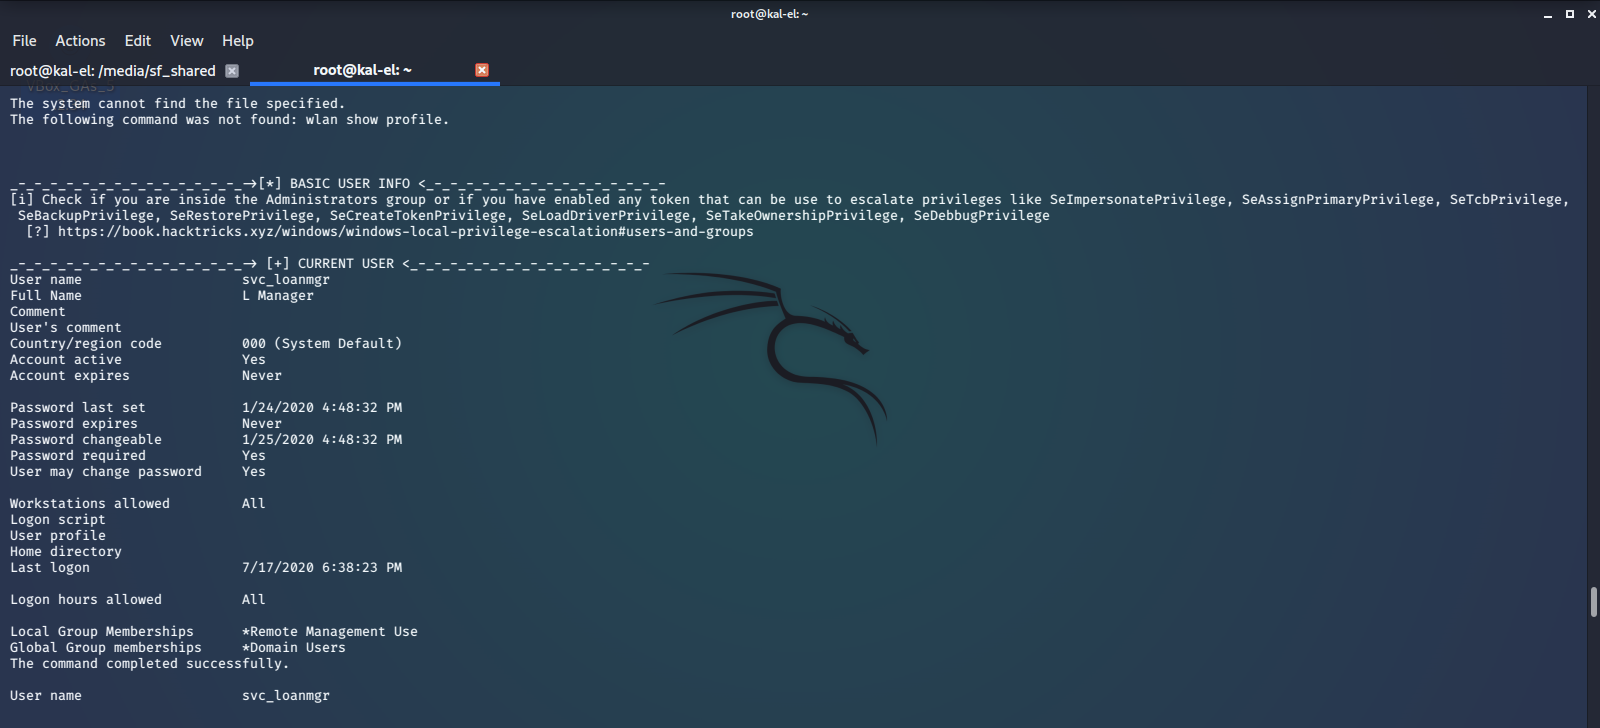 root@kal-el: ~
File Actions Edit View Help
root@kal-el: /media/sf_shared root@kal-el: ~
VBox_GAs_5
The system cannot find the file specified.
The following command was not found: wlan show profile.
_-_-_-_-_-_-_-_-_-_-_-_-_-_-_->[*] BASIC USER INFO <_-_-_-_-_-_-_-_-_-_-_-_-_-_-_-
[i] Check if you are inside the Administrators group or if you have enabled any token that can be use to escalate privileges like SeImpersonatePrivilege, SeAssignPrimaryPrivilege, SeTcbPrivilege,
SeBackupPrivilege, SeRestorePrivilege, SeCreateTokenPrivilege, SeLoadDriverPrivilege, SeTakeOwnershipPrivilege, SeDebbugPrivilege
[?] https://book.hacktricks.xyz/windows/windows-local-privilege-escalation#users-and-groups
_-_-_-_-_-_-_-_-_-_-_-_-_-_-_-> [+] CURRENT USER <_-_-_-_-_-_-_-_-_-_-_-_-_-_-_-
User name svc_loanmgr
Full Name L Manager
Comment
User's comment
Country/region code 000 (System Default)
Account active Yes
Account expires Never
Password last set 1/24/2020 4:48:32 PM
Password expires Never
Password changeable 1/25/2020 4:48:32 PM
Password required Yes
User may change password Yes
Workstations allowed All
Logon script
User profile
Home directory
Last logon 7/17/2020 6:38:23 PM
Logon hours allowed All
Local Group Memberships *Remote Management Use
Global Group memberships *Domain Users
The command completed successfully.
User name svc_loanmgr